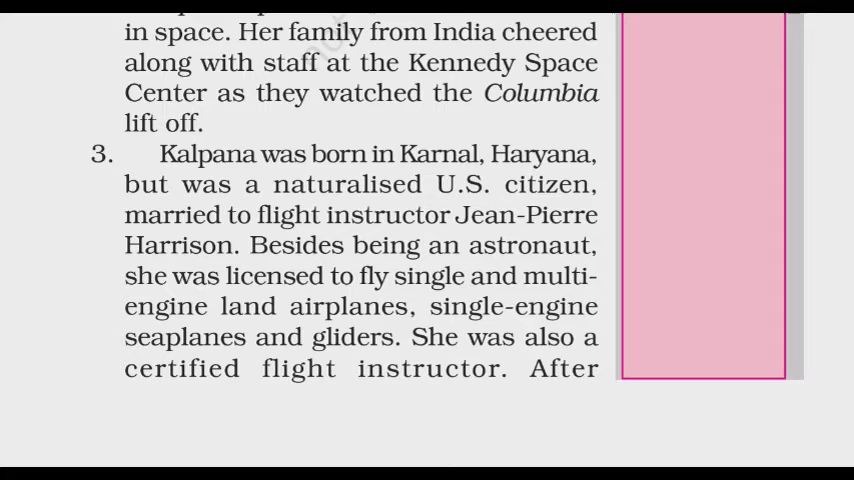 in space. Her family from India cheered
along with staff at the Kennedy Space
Center as they watched the Columbia
lift off.
3. Kalpana was born in Karnal, Haryana,
but was a naturalised U.S. citizen,
married to flight instructor Jean-Pierre
Harrison. Besides being an astronaut,
she was licensed to fly single and multi-
engine land airplanes, single-engine
seaplanes and gliders. She was also a
certified flight instructor. After